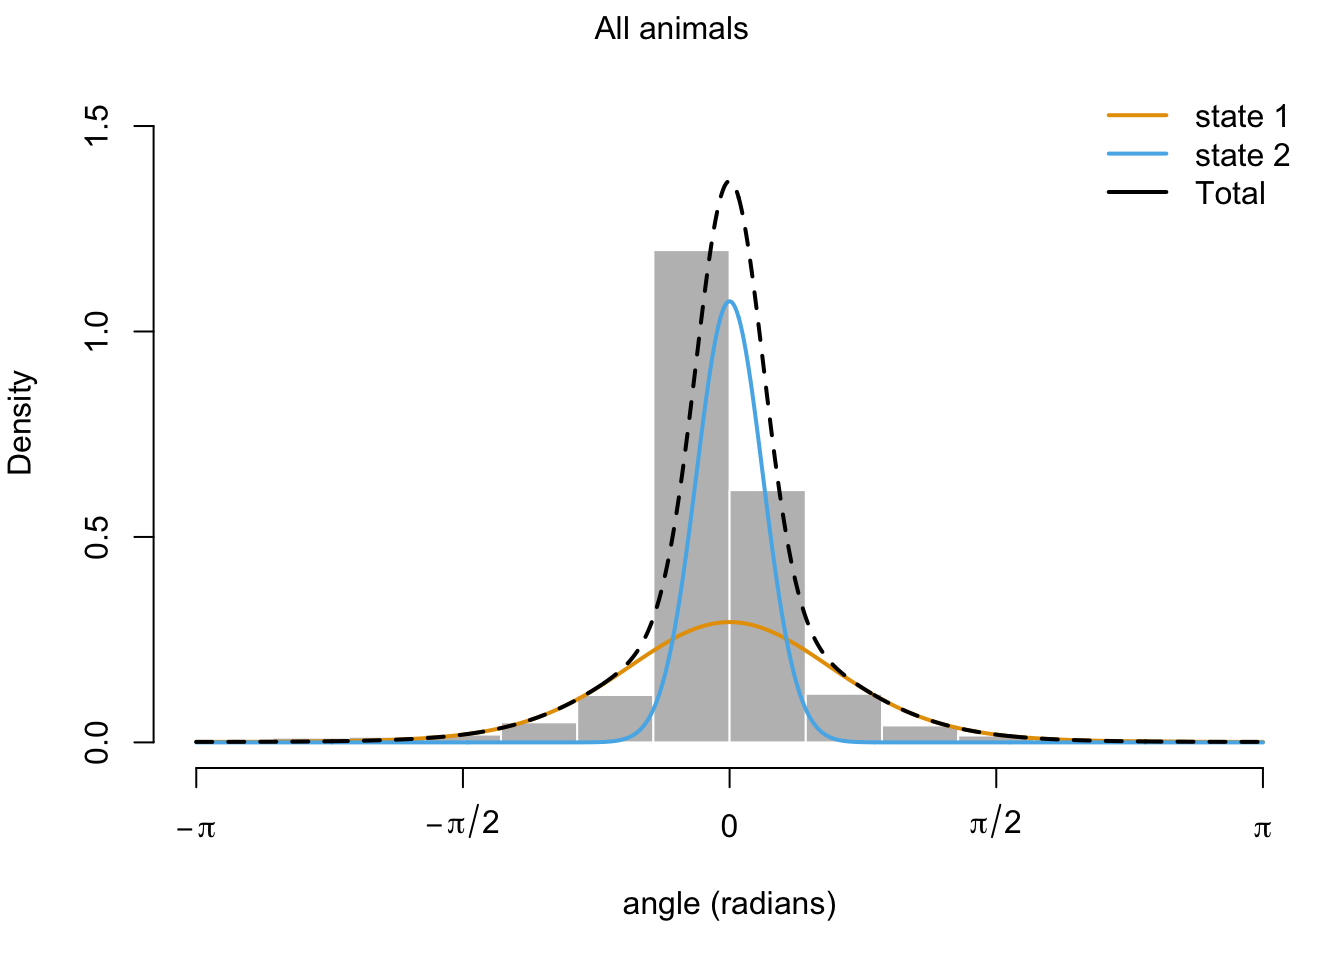 All animals
state 1
state 2
Total
Density
1.5
1.0
0.5
0.0
−π
−π/2
0
π/2
π
angle (radians)